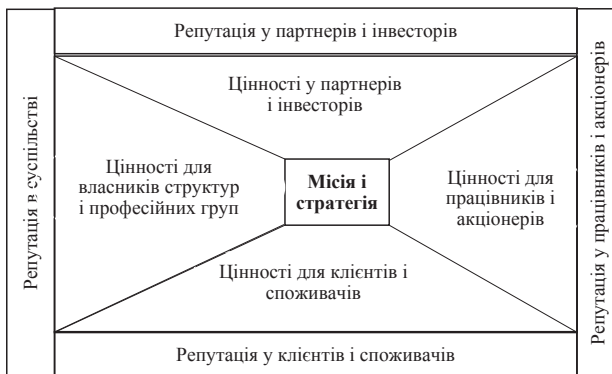 Репутація у партнерів і інвесторів
Цінності у партнерів
і інвесторів
Репутація в суспільстві
Цінності для
власників структур
і професійних груп
Місія і
стратегія
Цінності для
працівників і
акціонерів
Репутація у працівників і акціонерів
Цінності для клієнтів і
споживачів
Репутація у клієнтів і споживачів